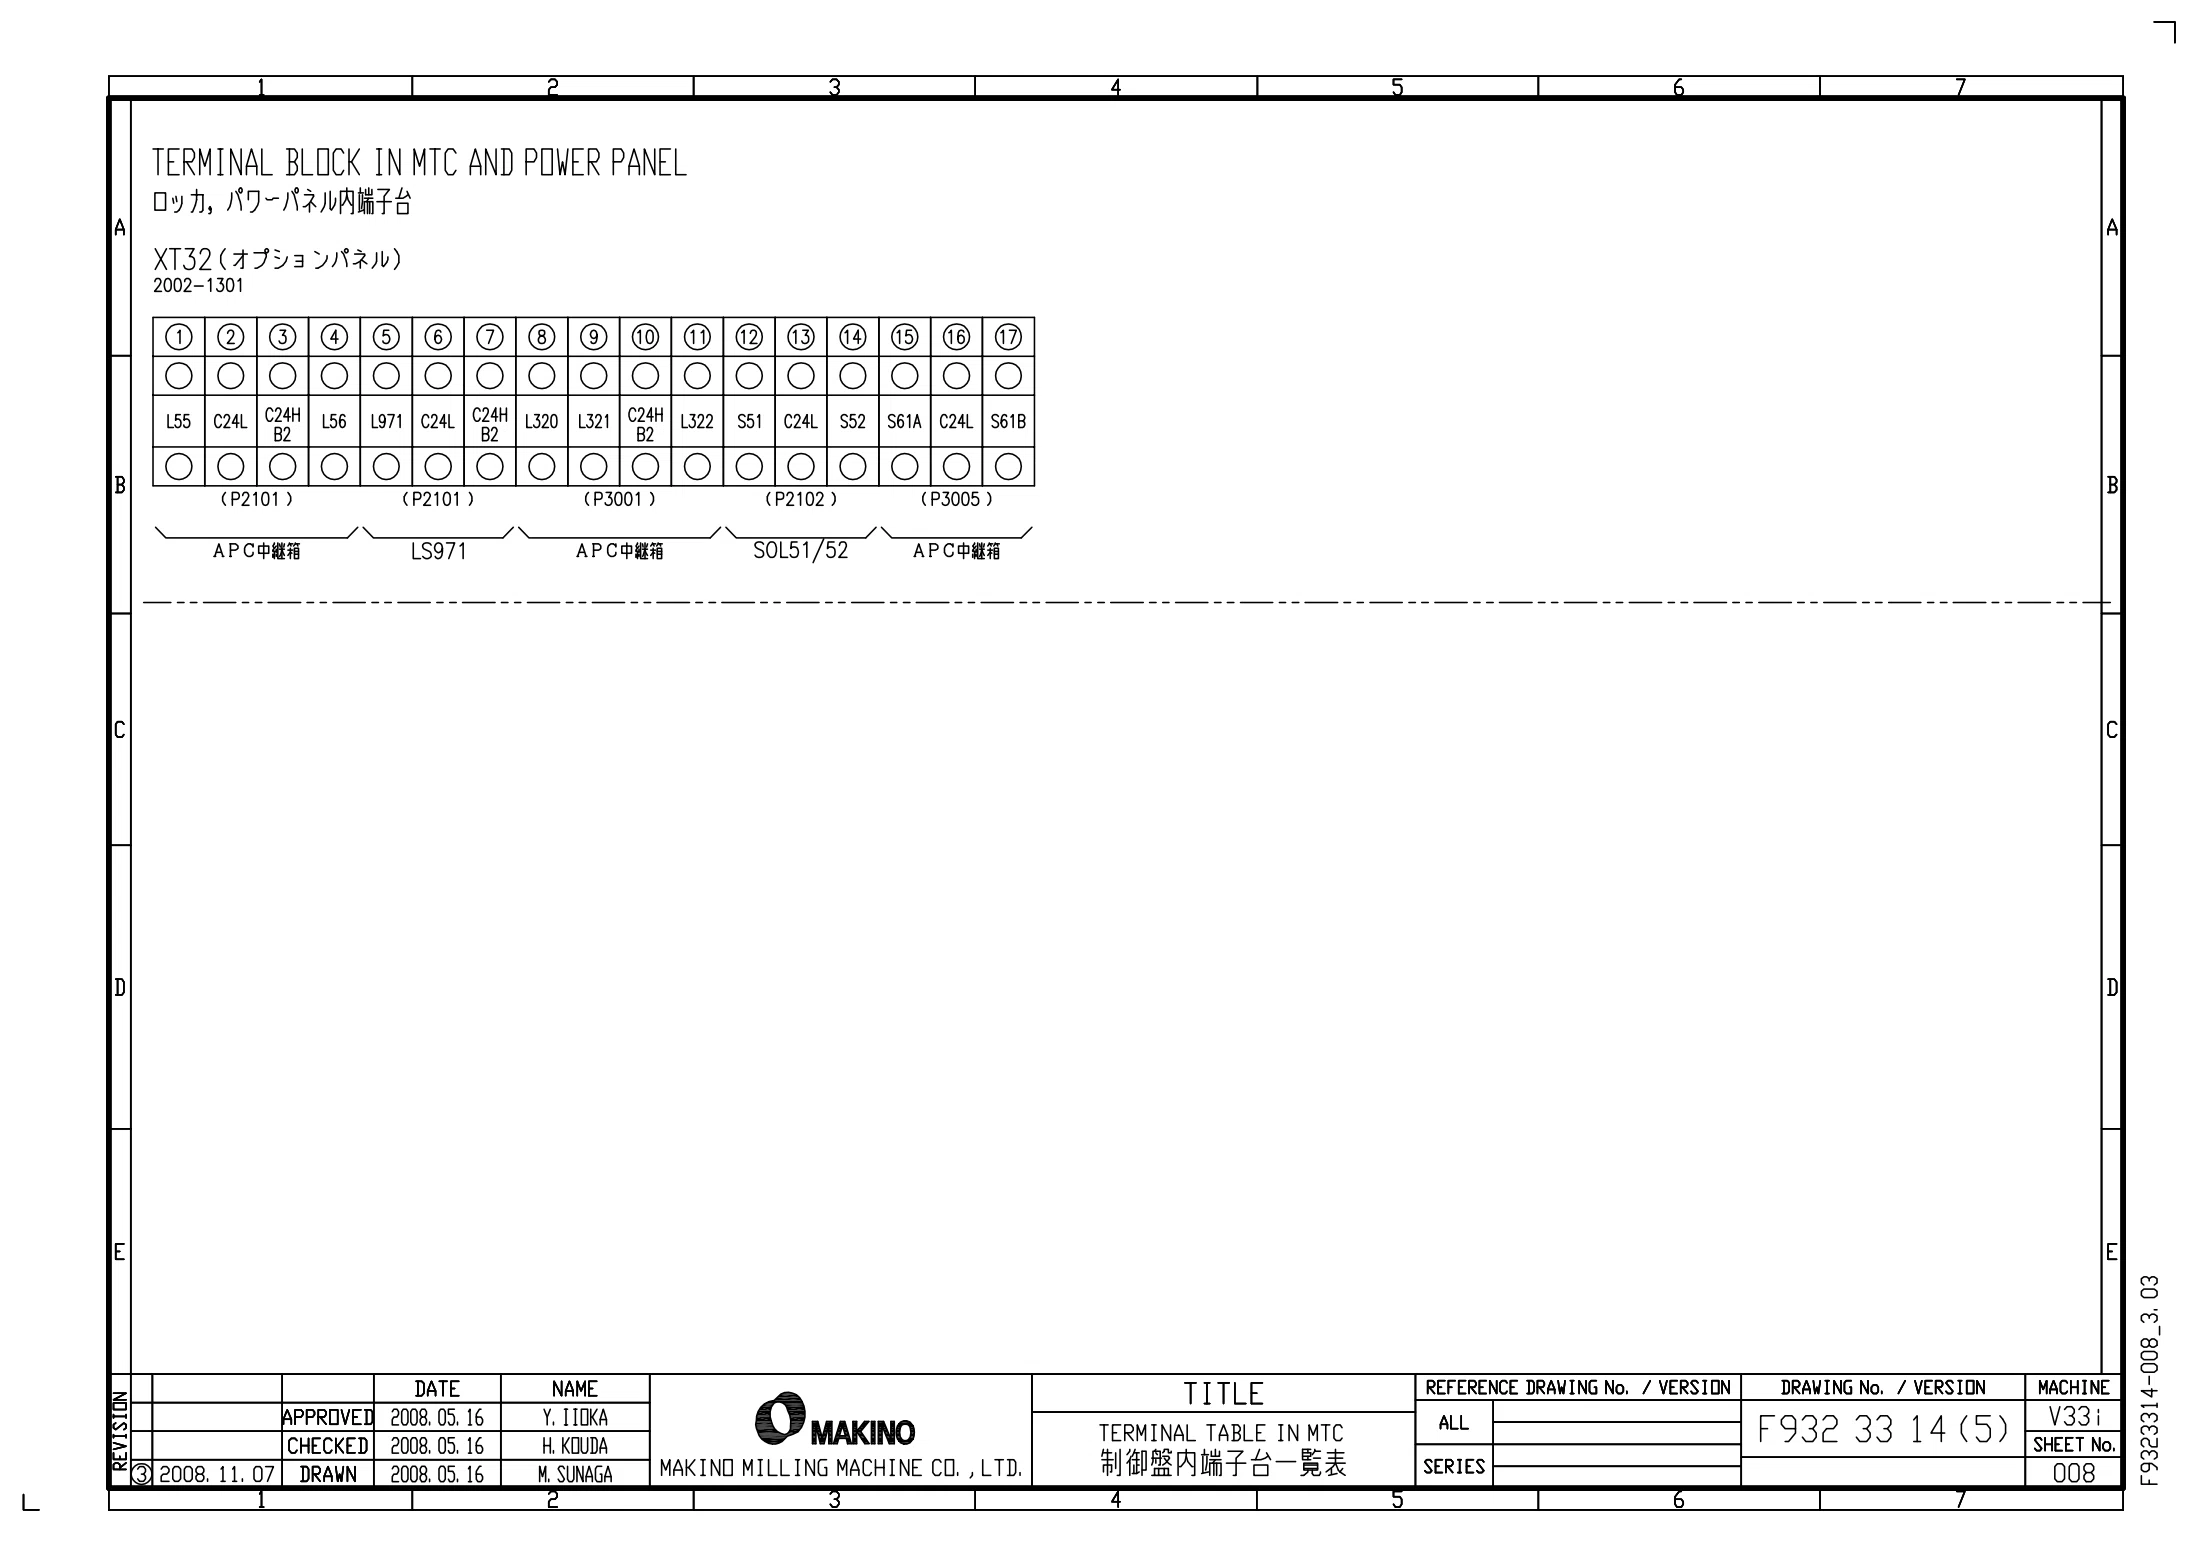 1 2 3 4 5 6 7
TERMINAL BLOCK IN MTC AND POWER PANEL
ロッカ, パワーパネル内端子台
A A
XT32(オプションパネル)
2002-1301
① ② ③ ④ ⑤ ⑥ ⑦ ⑧ ⑨ ⑩ ⑪ ⑫ ⑬ ⑭ ⑮ ⑯ ⑰
L55 C24L C24H B2 L56 L971 C24L C24H B2 L320 L321 C24H B2 L322 S51 C24L S52 S61A C24L S61B
B B
(P2101) (P2101) (P3001) (P2102) (P3005)
APC中継箱 LS971 APC中継箱 SOL51/52 APC中継箱
C C
D D
E E
REVISION
DATE NAME
APPROVED 2008.05.16 Y. IIOKA
CHECKED 2008.05.16 H. KOUDA
③ 2008.11.07 DRAWN 2008.05.16 M. SUNAGA
MAKINO
MAKINO MILLING MACHINE CO.,LTD.
TITLE
TERMINAL TABLE IN MTC
制御盤内端子台一覧表
REFERENCE DRAWING No. / VERSION
ALL
SERIES
DRAWING No. / VERSION
F932 33 14(5)
MACHINE
V33i
SHEET No.
008
F9323314-008_3.03
1 2 3 4 5 6 7